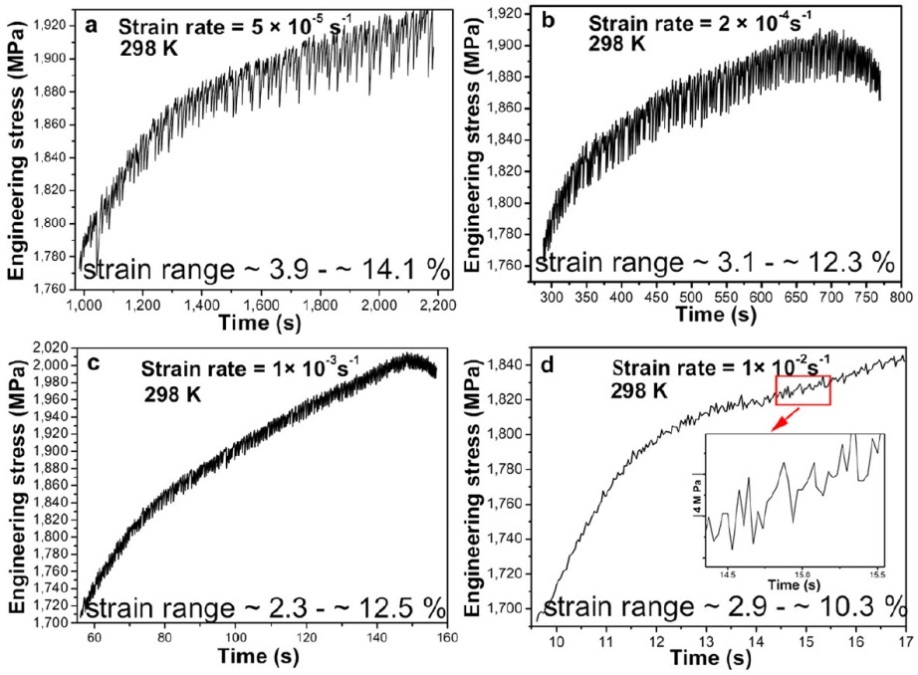 a
Strain rate = 5 × 10⁻⁵ s⁻¹
298 K
Engineering stress (MPa)
1,920
1,900
1,880
1,860
1,840
1,820
1,800
1,780
1,760
strain range ~ 3.9 - ~ 14.1 %
1,000 1,200 1,400 1,600 1,800 2,000 2,200
Time (s)
b
Strain rate = 2 × 10⁻⁴ s⁻¹
298 K
Engineering stress (MPa)
1,920
1,900
1,880
1,860
1,840
1,820
1,800
1,780
1,760
strain range ~ 3.1 - ~ 12.3 %
300 350 400 450 500 550 600 650 700 750 800
Time (s)
c
Strain rate = 1× 10⁻³ s⁻¹
298 K
Engineering stress (MPa)
2,020
2,000
1,980
1,960
1,940
1,920
1,900
1,880
1,860
1,840
1,820
1,800
1,780
1,760
1,740
1,720
1,700
strain range ~ 2.3 - ~ 12.5 %
60 80 100 120 140 160
Time (s)
d
Strain rate = 1× 10⁻² s⁻¹
298 K
Engineering stress (MPa)
1,840
1,820
1,800
1,780
1,760
1,740
1,720
1,700
4 M Pa
14.5 15.0 15.5
Time (s)
strain range ~ 2.9 - ~ 10.3 %
10 11 12 13 14 15 16 17
Time (s)